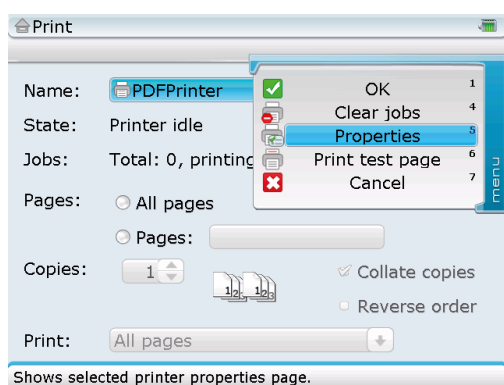 Print
Name: PDFPrinter
OK 1
Clear jobs 4
State: Printer idle
Properties 5
Jobs: Total: 0, printing
Print test page 6
Cancel 7
menu
Pages: All pages
Pages:
Copies: 1
12 123
Collate copies
Reverse order
Print: All pages
Shows selected printer properties page.